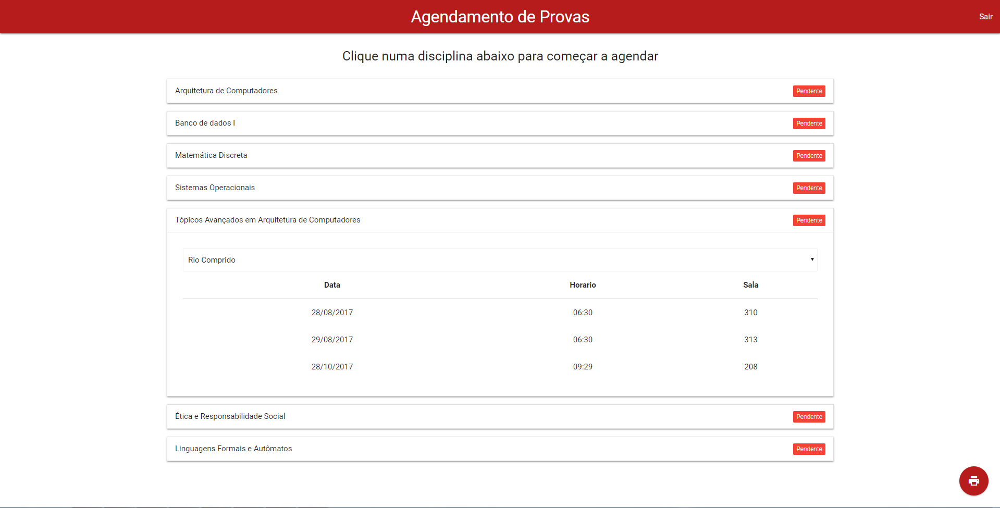 Agendamento de Provas
Sair
Clique numa disciplina abaixo para começar a agendar
Arquitetura de Computadores Pendente
Banco de dados I Pendente
Matemática Discreta Pendente
Sistemas Operacionais Pendente
Tópicos Avançados em Arquitetura de Computadores Pendente
Rio Comprido
Data Horario Sala
28/08/2017 06:30 310
29/08/2017 06:30 313
28/10/2017 09:29 208
Ética e Responsabilidade Social Pendente
Linguagens Formais e Autômatos Pendente